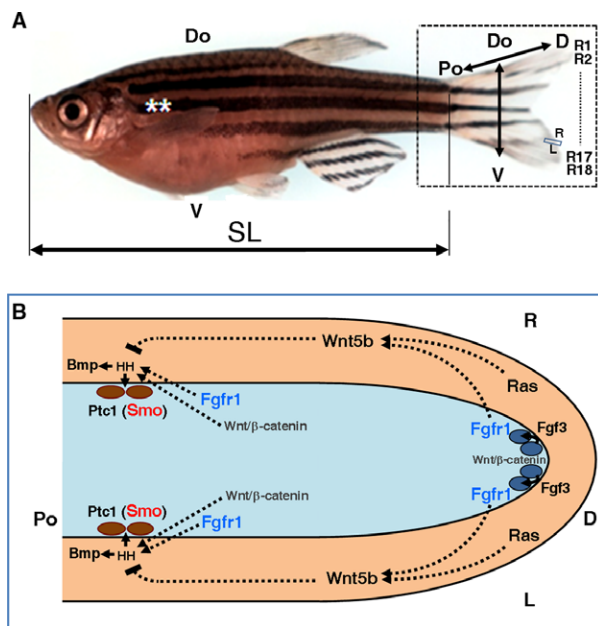 A
Do
**
V
SL
Do
Po
D
R1
R2
R
L
V
R17
R18
B
R
Wnt5b
Bmp
HH
Ras
Ptc1 (Smo)
Fgfr1
Wnt/β-catenin
Fgfr1
Fgf3
Wnt/β-catenin
Po
D
Wnt/β-catenin
Fgfr1
Fgf3
Ptc1 (Smo)
Fgfr1
Bmp
HH
Ras
Wnt5b
L